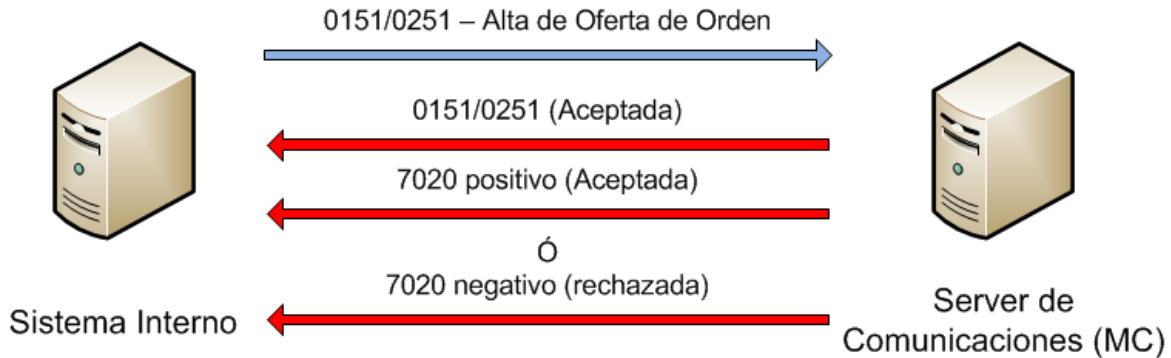 0151/0251 – Alta de Oferta de Orden
0151/0251 (Aceptada)
7020 positivo (Aceptada)
Ó
7020 negativo (rechazada)
Sistema Interno
Server de
Comunicaciones (MC)